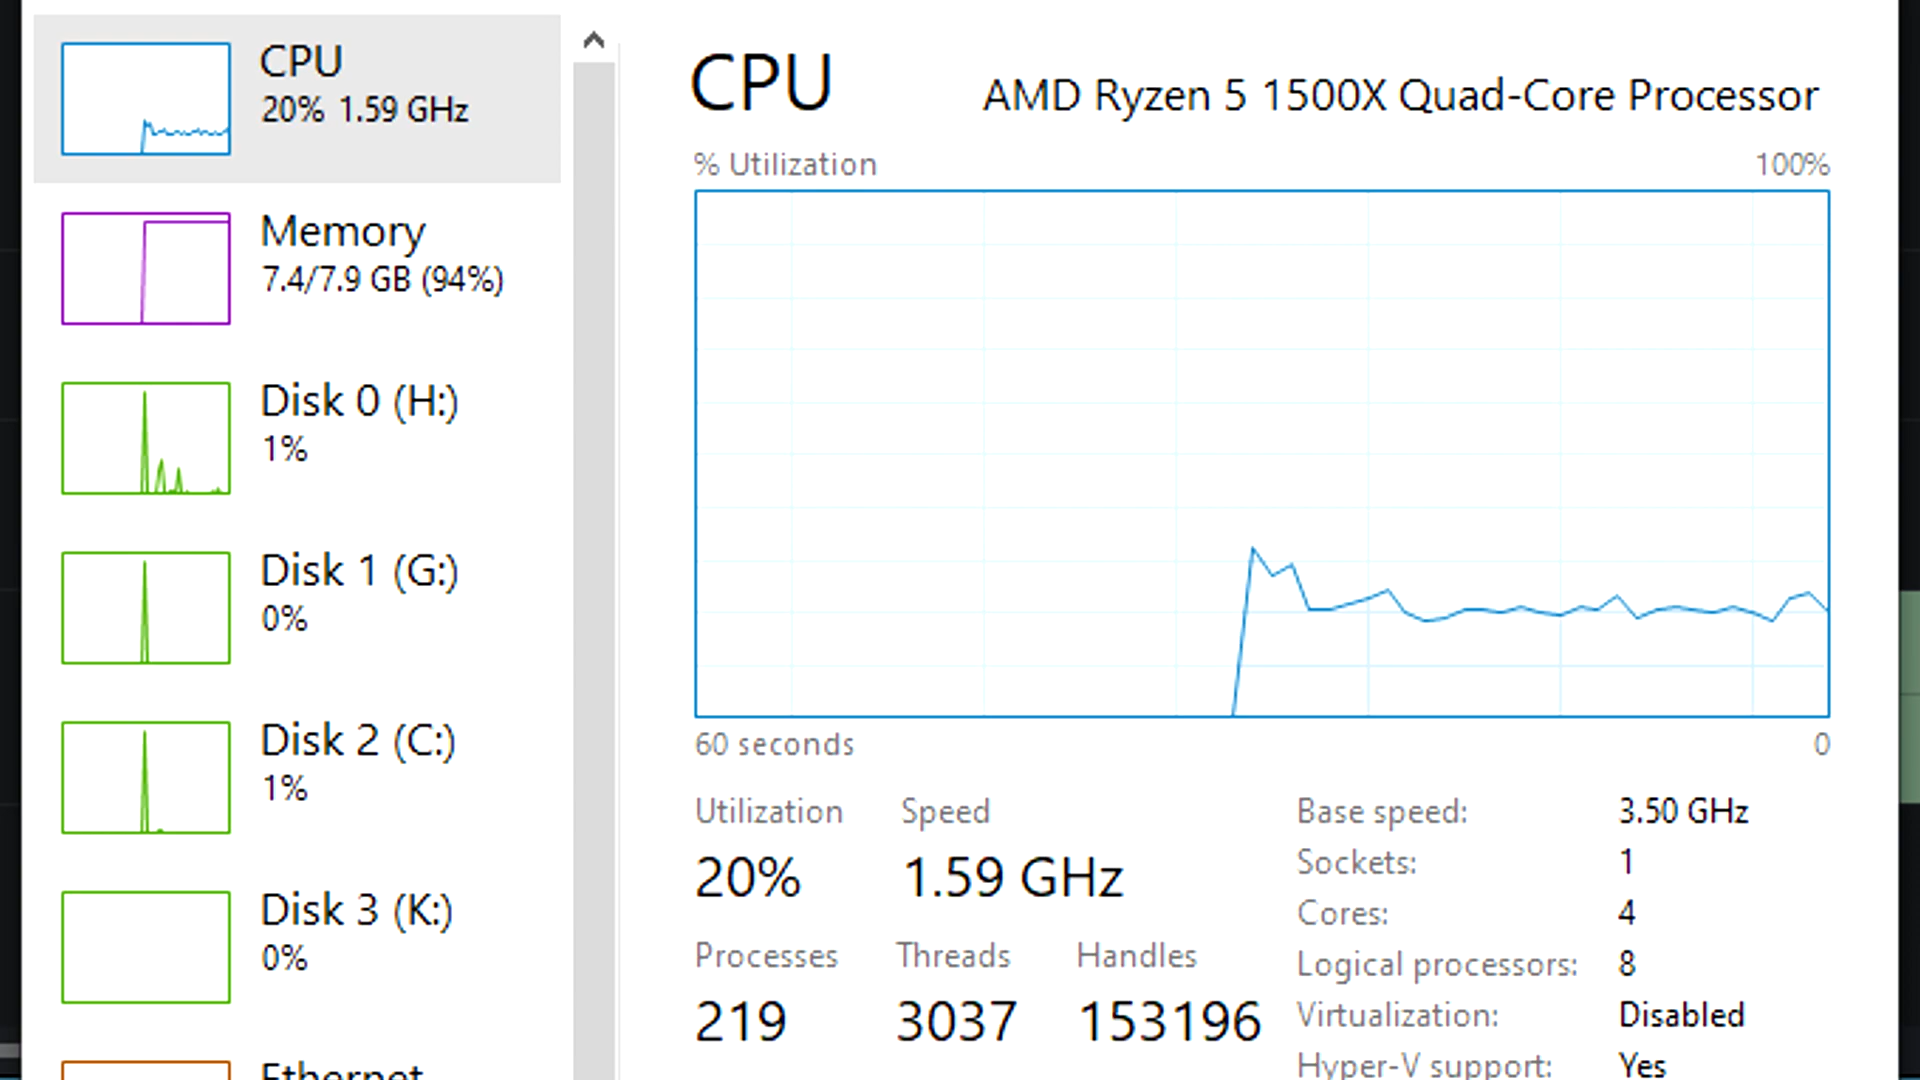 CPU
20% 1.59 GHz
Memory
7.4/7.9 GB (94%)
Disk 0 (H:)
1%
Disk 1 (G:)
0%
Disk 2 (C:)
1%
Disk 3 (K:)
0%
Ethernet
CPU
AMD Ryzen 5 1500X Quad-Core Processor
% Utilization 100%
60 seconds 0
Utilization Speed
20% 1.59 GHz
Processes Threads Handles
219 3037 153196
Base speed: 3.50 GHz
Sockets: 1
Cores: 4
Logical processors: 8
Virtualization: Disabled
Hyper-V support: Yes